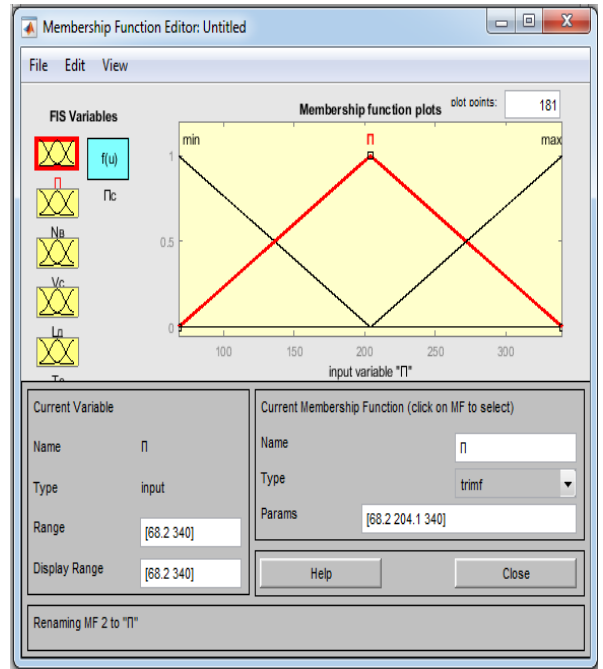 Membership Function Editor: Untitled
File Edit View
FIS Variables
П
f(u)
Пс
Nв
Vc
Lд
Membership function plots
plot points:
181
min
П
max
1
0.5
0
100 150 200 250 300
input variable "П"
Current Variable
Name П
Type input
Range [68.2 340]
Display Range [68.2 340]
Current Membership Function (click on MF to select)
Name П
Type trimf
Params [68.2 204.1 340]
Help
Close
Renaming MF 2 to "П"